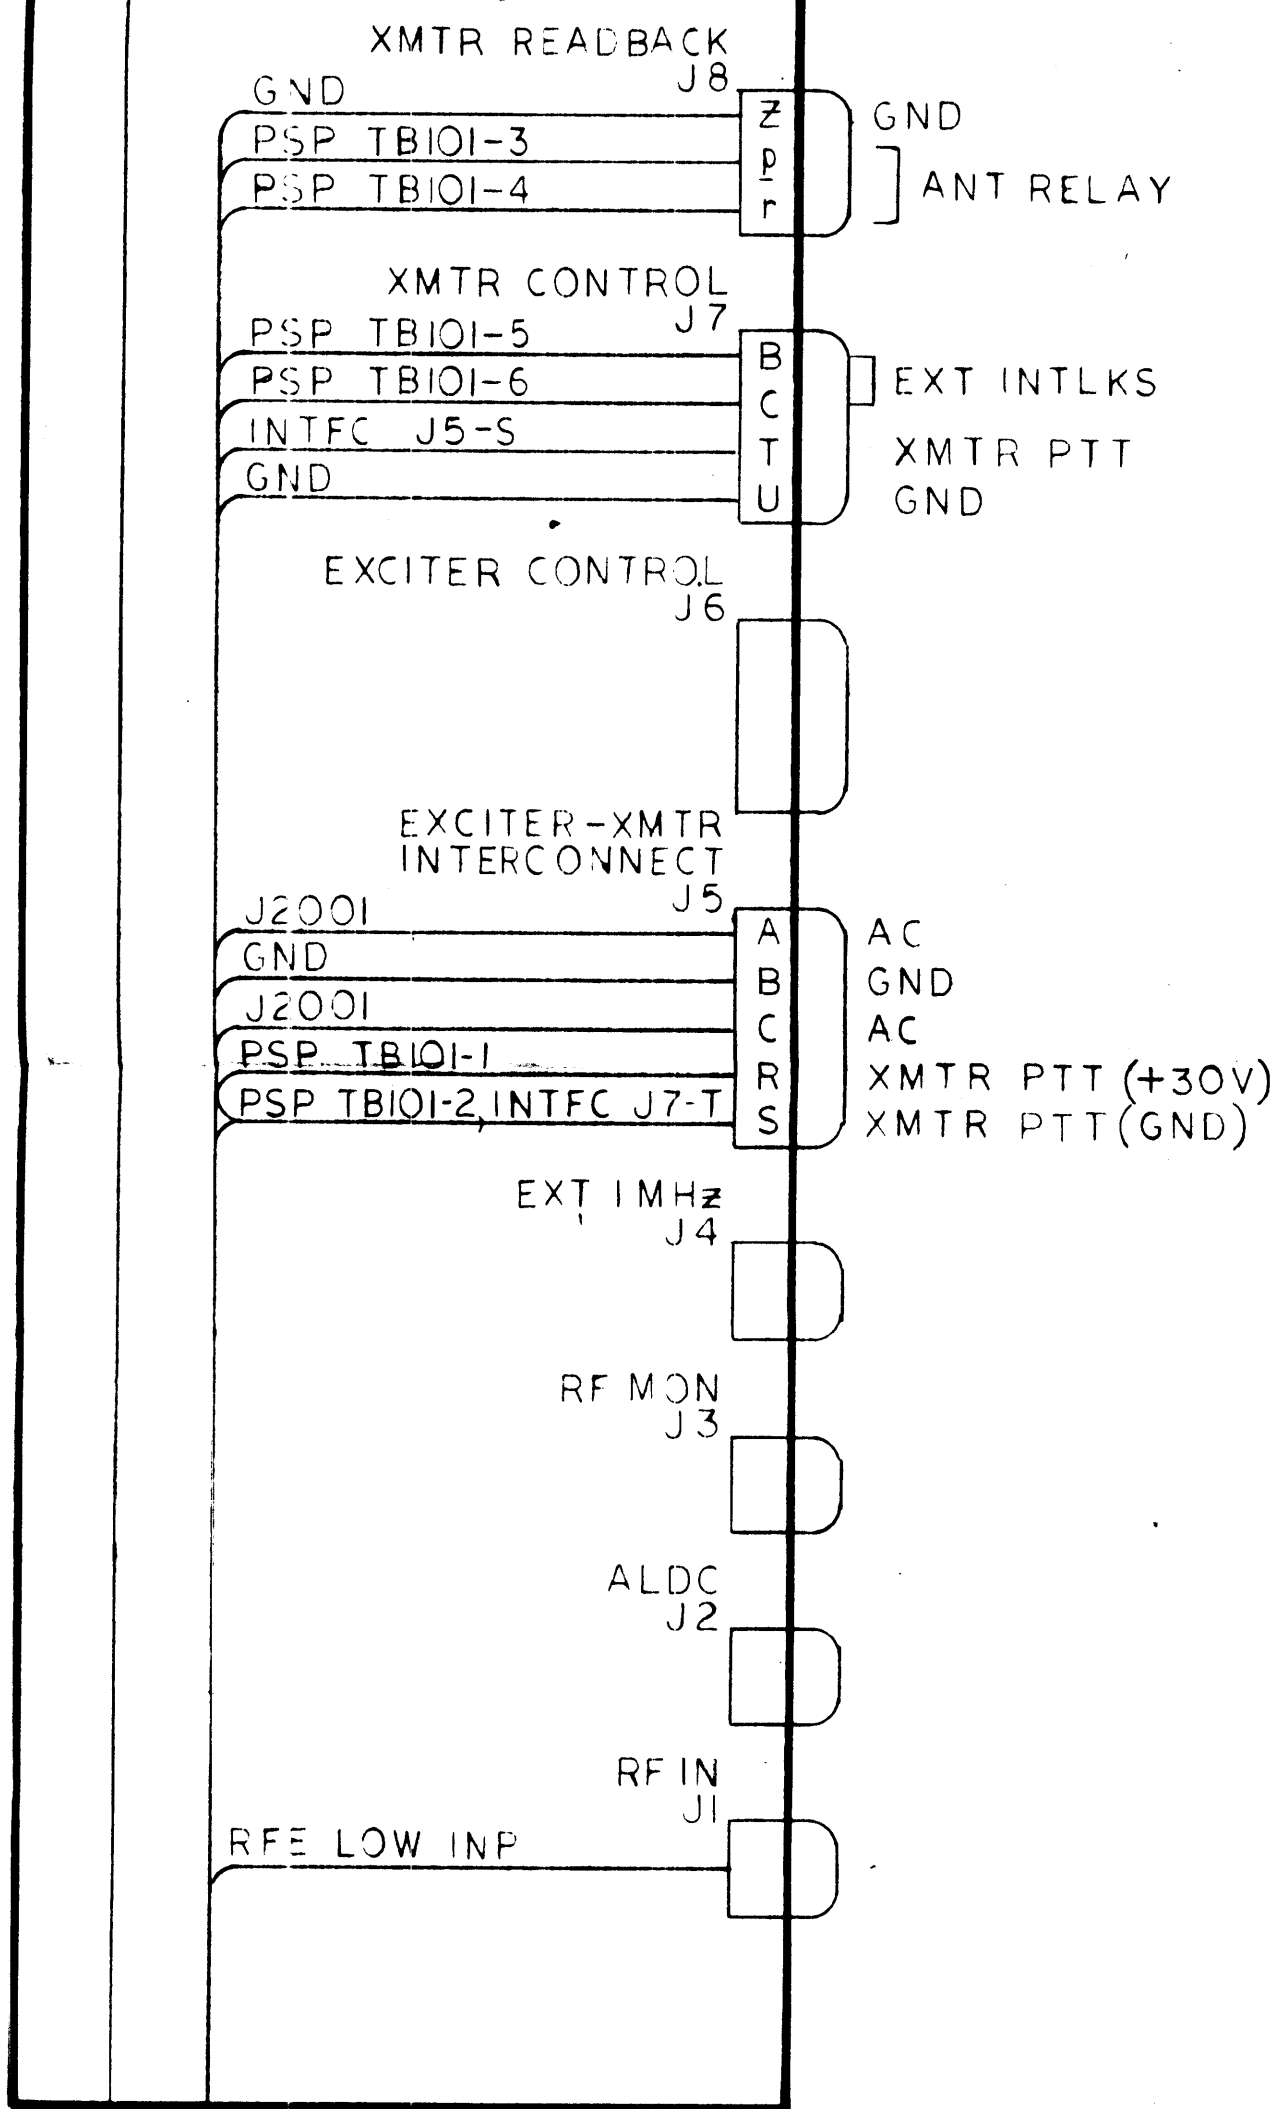 XMTR READBACK
J8
GND
Z
GND
PSP TB101-3
p
PSP TB101-4
ANT RELAY
r
XMTR CONTROL
J7
PSP TB101-5
B
EXT INTLKS
PSP TB101-6
C
INTFC J5-S
T
XMTR PTT
GND
U
GND
EXCITER CONTROL
J6
EXCITER-XMTR
INTERCONNECT
J5
J2001
A
AC
GND
B
GND
J2001
C
AC
PSP TB101-1
R
XMTR PTT (+30V)
PSP TB101-2, INTFC J7-T
S
XMTR PTT (GND)
EXT 1MHz
J4
RF MON
J3
ALDC
J2
RF IN
J1
RFE LOW INP